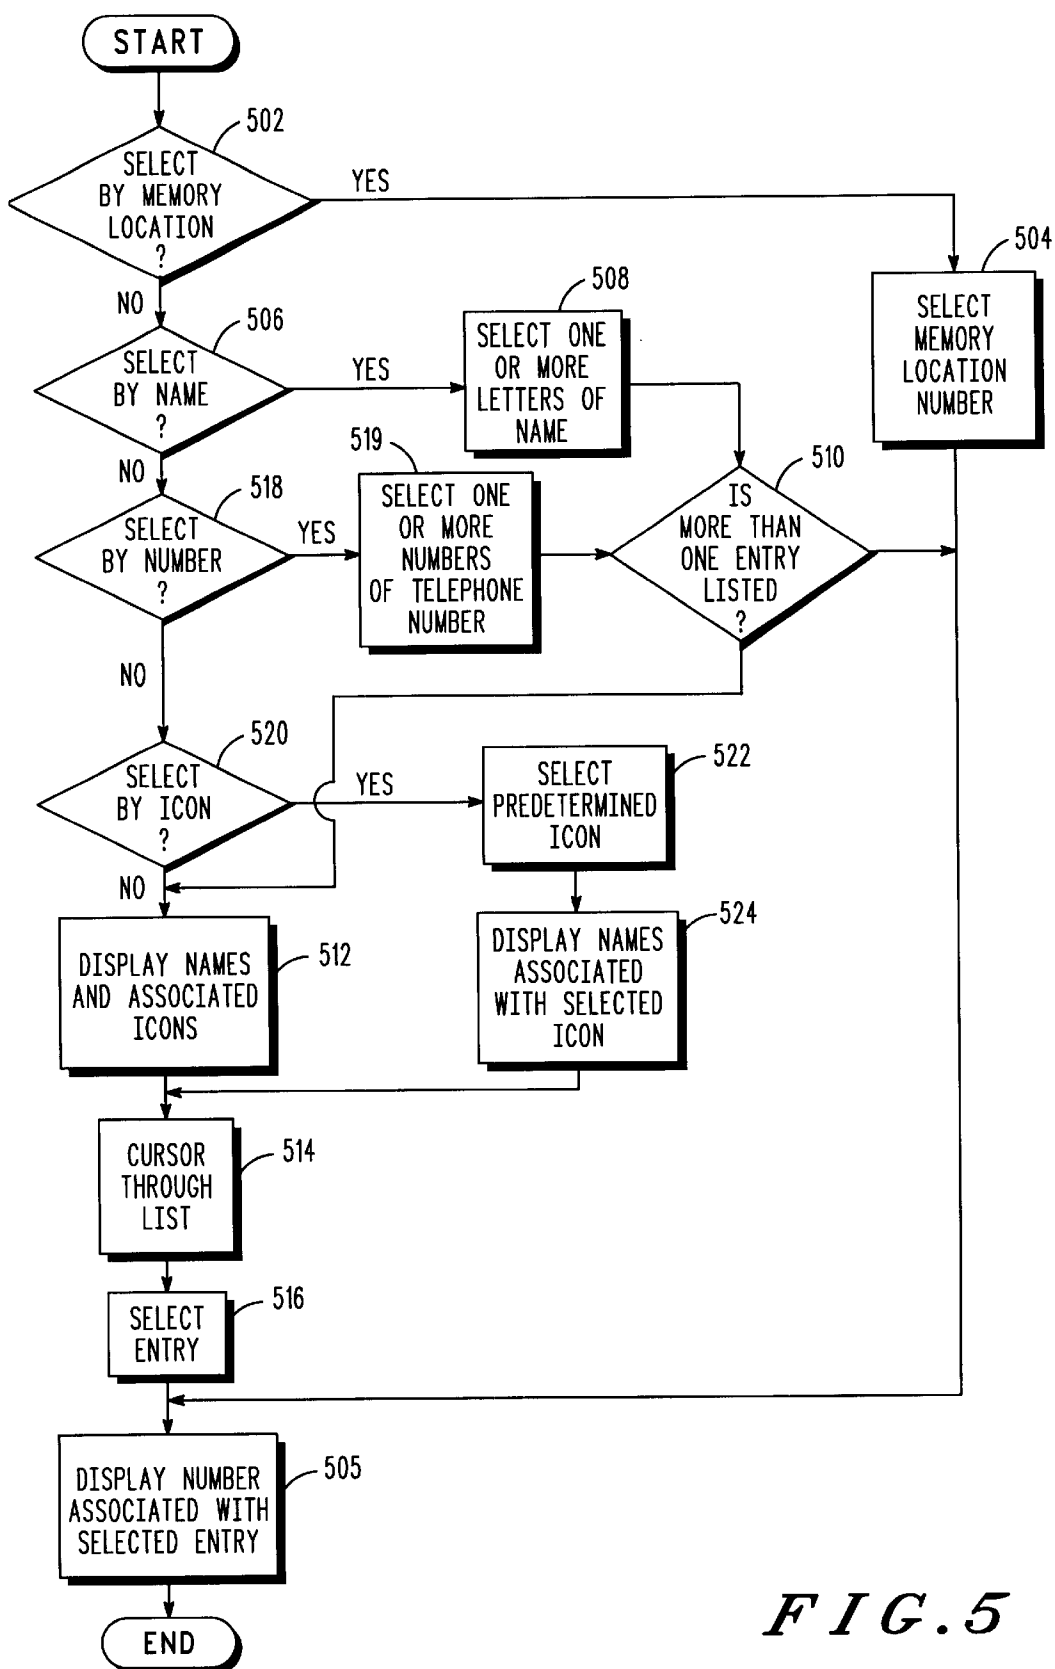 START
502
SELECT
BY MEMORY
LOCATION
?
YES
NO
504
SELECT
MEMORY
LOCATION
NUMBER
506
SELECT
BY NAME
?
YES
NO
508
SELECT ONE
OR MORE
LETTERS OF
NAME
518
SELECT
BY NUMBER
?
YES
NO
519
SELECT ONE
OR MORE
NUMBERS
OF TELEPHONE
NUMBER
510
IS
MORE THAN
ONE ENTRY
LISTED
?
520
SELECT
BY ICON
?
YES
NO
522
SELECT
PREDETERMINED
ICON
524
DISPLAY NAMES
ASSOCIATED
WITH SELECTED
ICON
512
DISPLAY NAMES
AND ASSOCIATED
ICONS
514
CURSOR
THROUGH
LIST
516
SELECT
ENTRY
505
DISPLAY NUMBER
ASSOCIATED WITH
SELECTED ENTRY
END
FIG.5